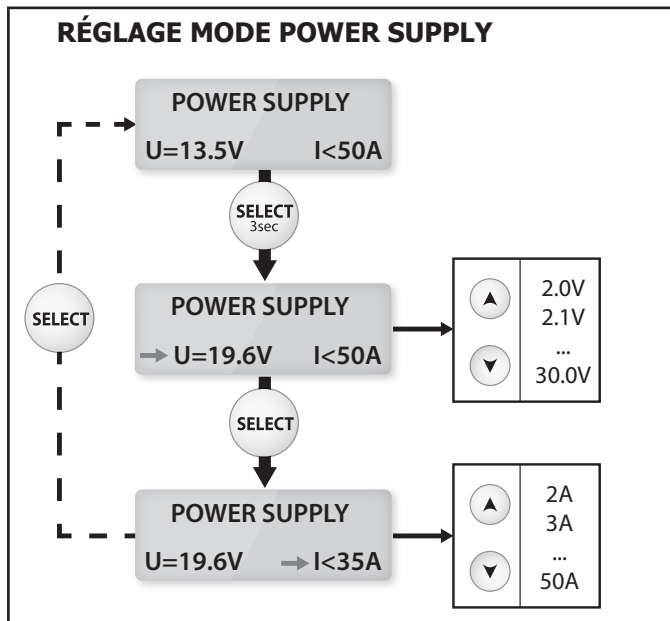 RÉGLAGE MODE POWER SUPPLY
POWER SUPPLY
U=13.5V I<50A
SELECT
3sec
POWER SUPPLY
U=19.6V I<50A
2.0V
2.1V
...
30.0V
SELECT
SELECT
POWER SUPPLY
U=19.6V I<35A
2A
3A
...
50A